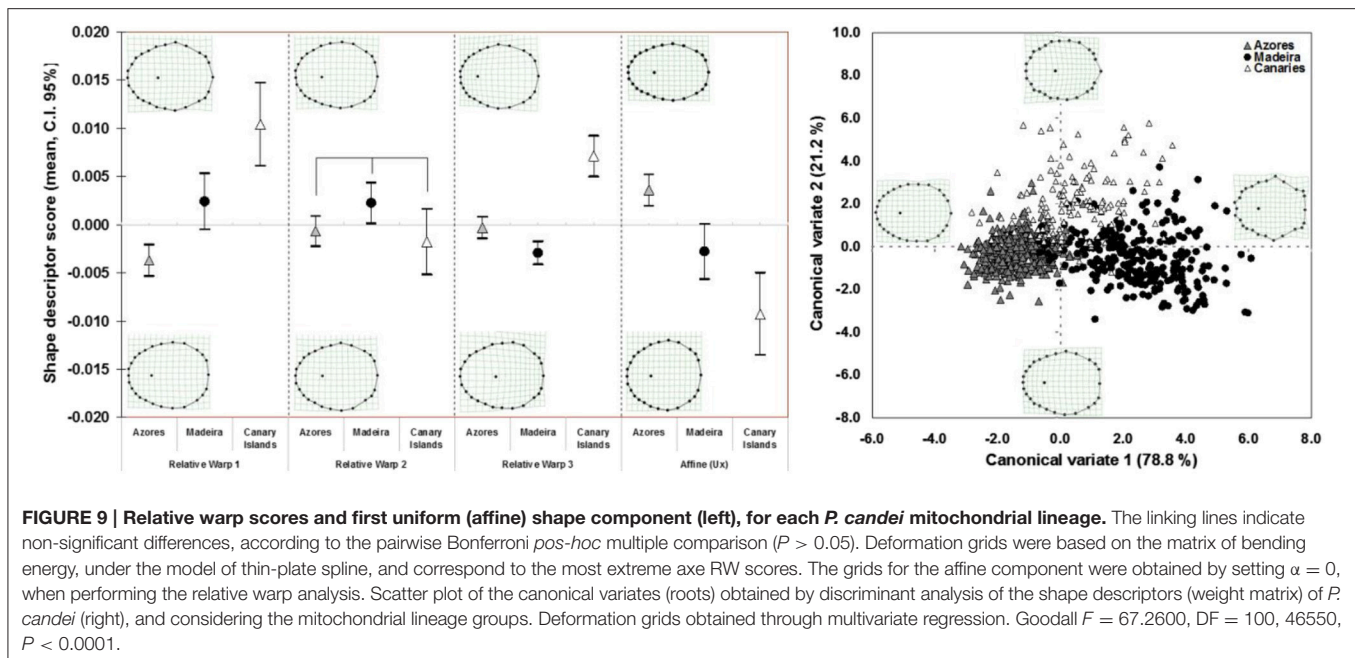 0.020
0.015
0.010
0.005
0.000
-0.005
-0.010
-0.015
-0.020
Shape descriptor score (mean, C.I. 95%)
Azores Madeira Canary Islands Azores Madeira Canary Islands Azores Madeira Canary Islands Azores Madeira Canary Islands
Relative Warp 1 Relative Warp 2 Relative Warp 3 Affine (Ux)
10.0
8.0
6.0
4.0
2.0
0.0
-2.0
-4.0
-6.0
-8.0
Canonical variate 2 (21.2 %)
Azores
Madeira
Canaries
-6.0 -4.0 -2.0 0.0 2.0 4.0 6.0 8.0
Canonical variate 1 (78.8 %)
FIGURE 9 | Relative warp scores and first uniform (affine) shape component (left), for each P. candei mitochondrial lineage. The linking lines indicate
non-significant differences, according to the pairwise Bonferroni pos-hoc multiple comparison (P > 0.05). Deformation grids were based on the matrix of bending
energy, under the model of thin-plate spline, and correspond to the most extreme axe RW scores. The grids for the affine component were obtained by setting α = 0,
when performing the relative warp analysis. Scatter plot of the canonical variates (roots) obtained by discriminant analysis of the shape descriptors (weight matrix) of P.
candei (right), and considering the mitochondrial lineage groups. Deformation grids obtained through multivariate regression. Goodall F = 67.2600, DF = 100, 46550,
P < 0.0001.